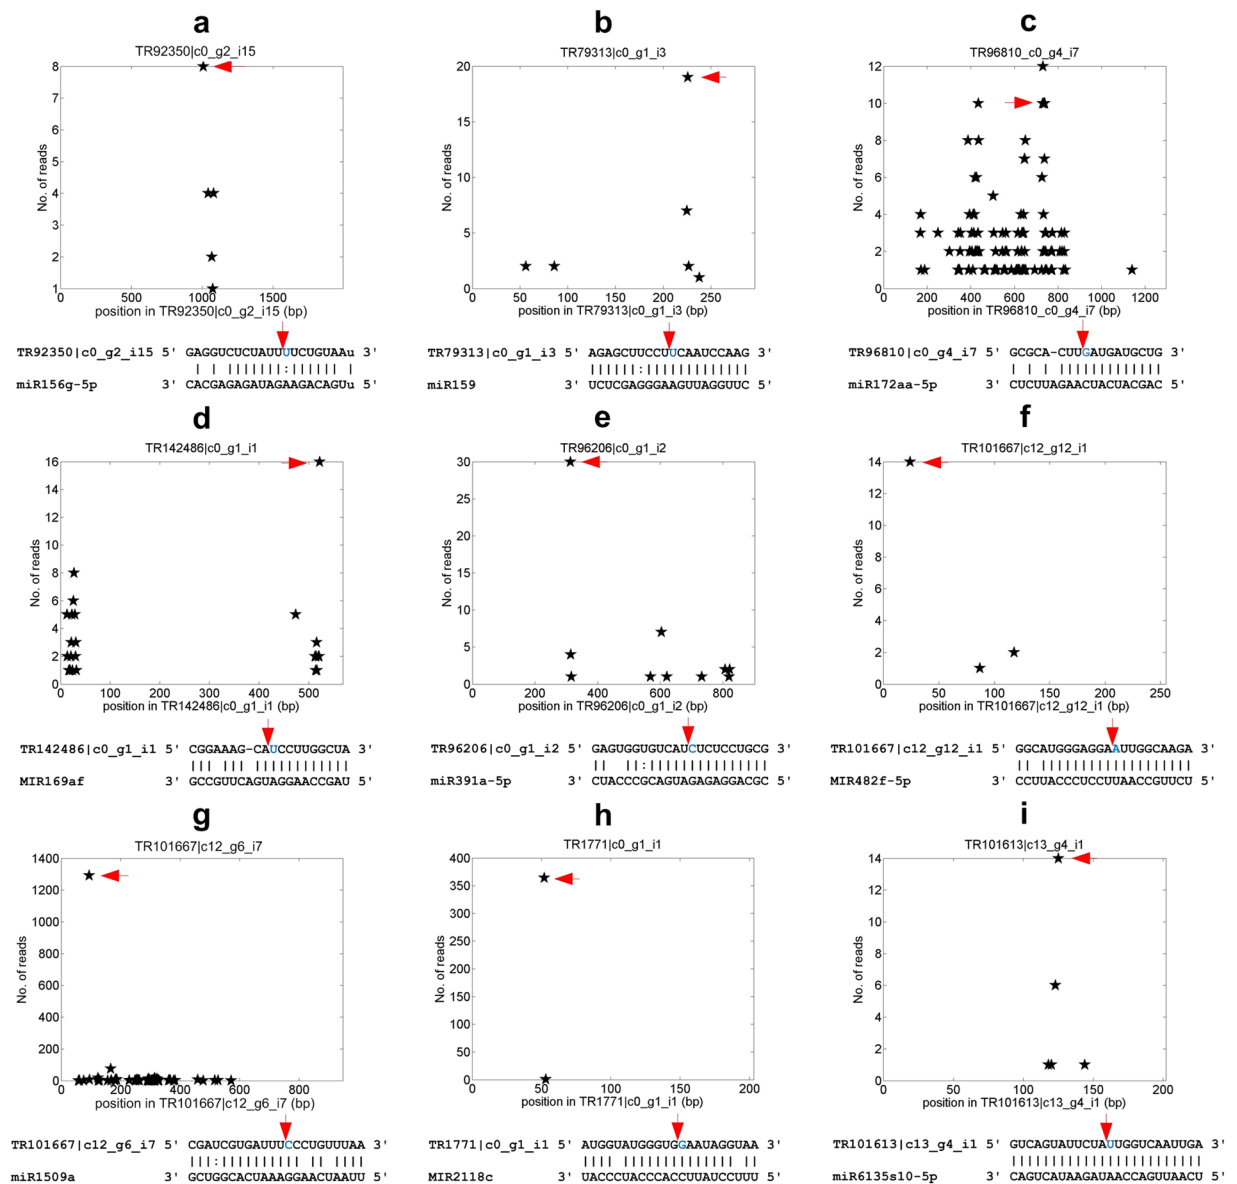 a
TR92350|c0_g2_i15
8
7
6
5
4
3
2
1
No. of reads
0 500 1000 1500
position in TR92350|c0_g2_i15 (bp)
TR92350|c0_g2_i15 5' GAGGUCUCUAUUUUCUGUAAu 3'
miR156g-5p 3' CACGAGAGAUAGAAGACAGUu 5'
b
TR79313|c0_g1_i3
20
15
10
5
0
No. of reads
0 50 100 150 200 250
position in TR79313|c0_g1_i3 (bp)
TR79313|c0_g1_i3 5' AGAGCUUCCUUCAAUCCAAG 3'
miR159 3' UCUCGAGGGAAGUUAGGUUC 5'
c
TR96810_c0_g4_i7
12
10
8
6
4
2
0
No. of reads
0 200 400 600 800 1000 1200
position in TR96810_c0_g4_i7 (bp)
TR96810|c0_g4_i7 5' GCGCA-CUUGAUGAUGCUG 3'
miR172aa-5p 3' CUCUUAGAACUACUACGAC 5'
d
TR142486|c0_g1_i1
16
14
12
10
8
6
4
2
0
No. of reads
0 100 200 300 400 500
position in TR142486|c0_g1_i1 (bp)
TR142486|c0_g1_i1 5' CGGAAAG-CAUCCUUGGCUA 3'
MIR169af 3' GCCGUUCAGUAGGAACCGAU 5'
e
TR96206|c0_g1_i2
30
25
20
15
10
5
0
No. of reads
0 200 400 600 800
position in TR96206|c0_g1_i2 (bp)
TR96206|c0_g1_i2 5' GAGUGGUGUCAUCUCUCCUGCG 3'
miR391a-5p 3' CUACCCGCAGUAGAGAGGACGC 5'
f
TR101667|c12_g12_i1
14
12
10
8
6
4
2
0
No. of reads
0 50 100 150 200 250
position in TR101667|c12_g12_i1 (bp)
TR101667|c12_g12_i1 5' GGCAUGGGAGGAAUUGGCAAGA 3'
MIR482f-5p 3' CCUUACCCUCCUUAACCGUUCU 5'
g
TR101667|c12_g6_i7
1400
1200
1000
800
600
400
200
0
No. of reads
0 200 400 600 800
position in TR101667|c12_g6_i7 (bp)
TR101667|c12_g6_i7 5' CGAUCGUGAUUUCCCUGUUUAA 3'
miR1509a 3' GCUGGCACUAAAGGAACUAAUU 5'
h
TR1771|c0_g1_i1
400
350
300
250
200
150
100
50
0
No. of reads
0 50 100 150 200
position in TR1771|c0_g1_i1 (bp)
TR1771|c0_g1_i1 5' AUGGUAUGGGUGGGAAUAGGUAA 3'
MIR2118c 3' UACCCUACCCACCUUAUCCUUU 5'
i
TR101613|c13_g4_i1
14
12
10
8
6
4
2
0
No. of reads
0 50 100 150 200
position in TR101613|c13_g4_i1 (bp)
TR101613|c13_g4_i1 5' GUCAGUAUUCUAUUGGUCAAUUGA 3'
miR6135s10-5p 3' CAGUCAUAAGAUAACCAGUUAACU 5'